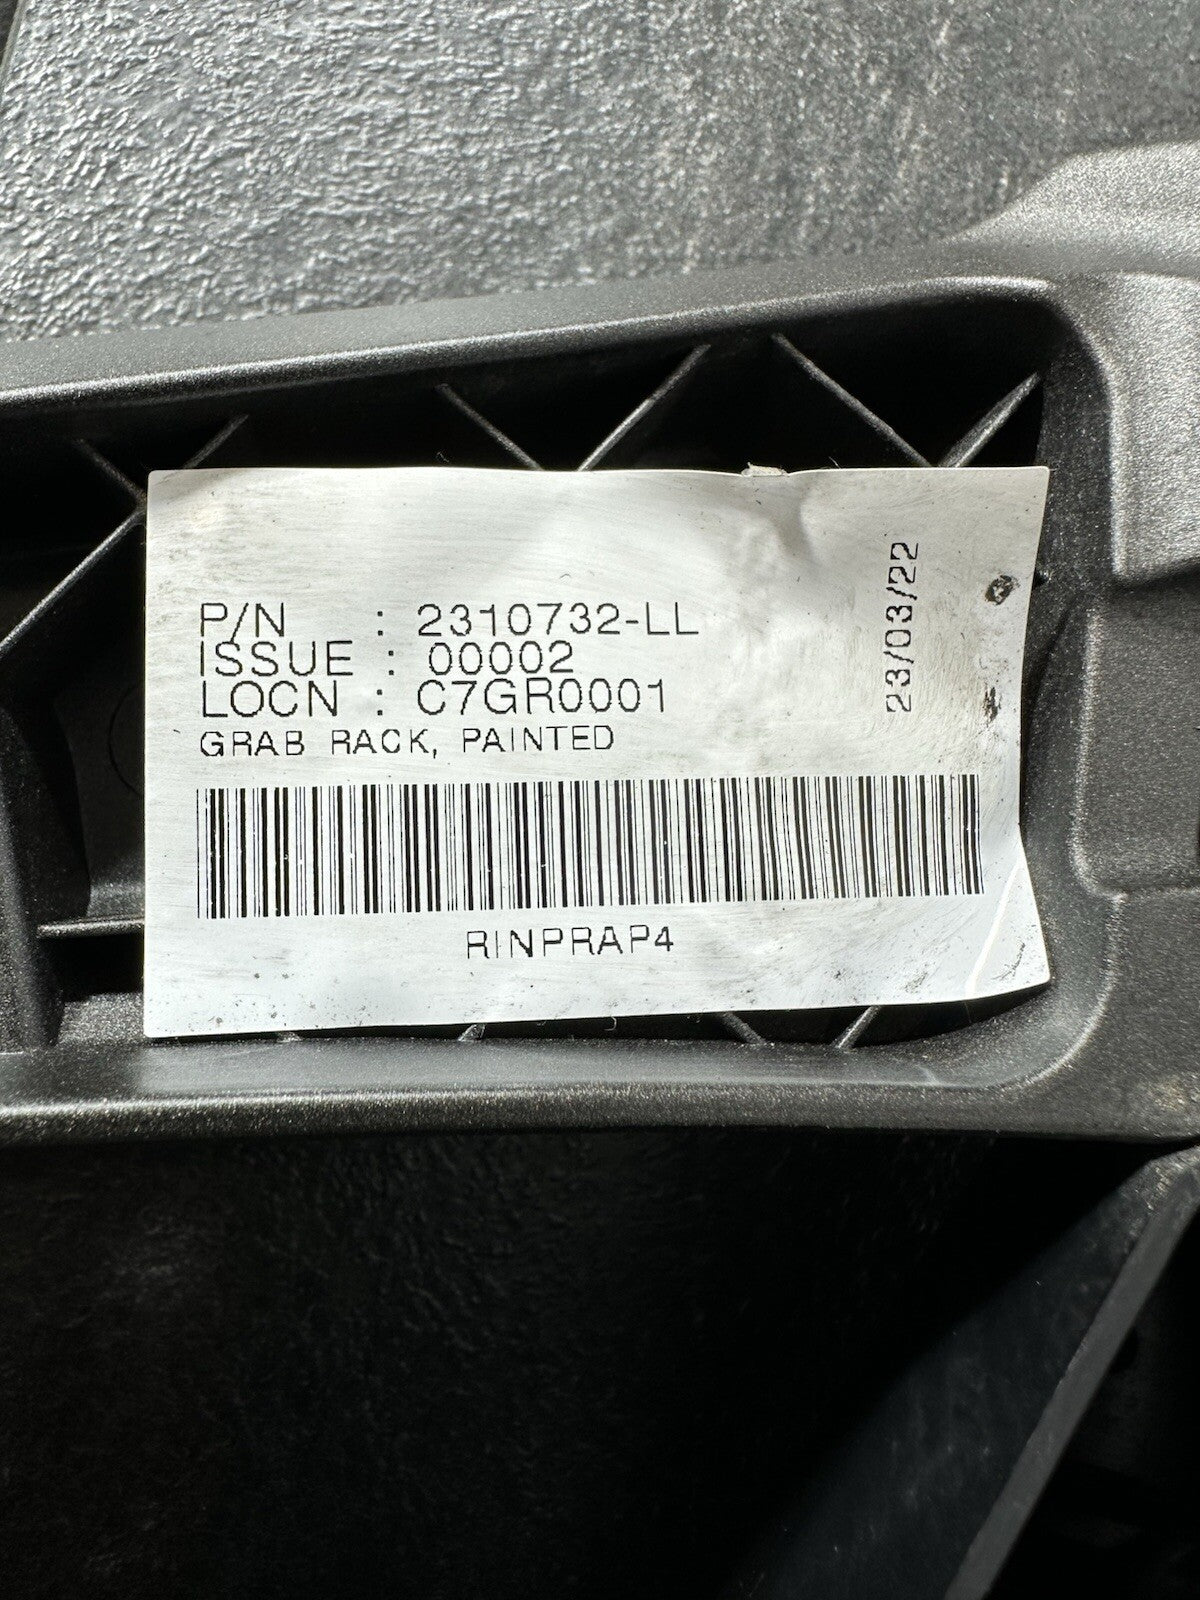 P/N : 2310732-LL
ISSUE : 00002
LOCN : C7GR0001
GRAB RACK, PAINTED
23/03/22
RINPRAP4